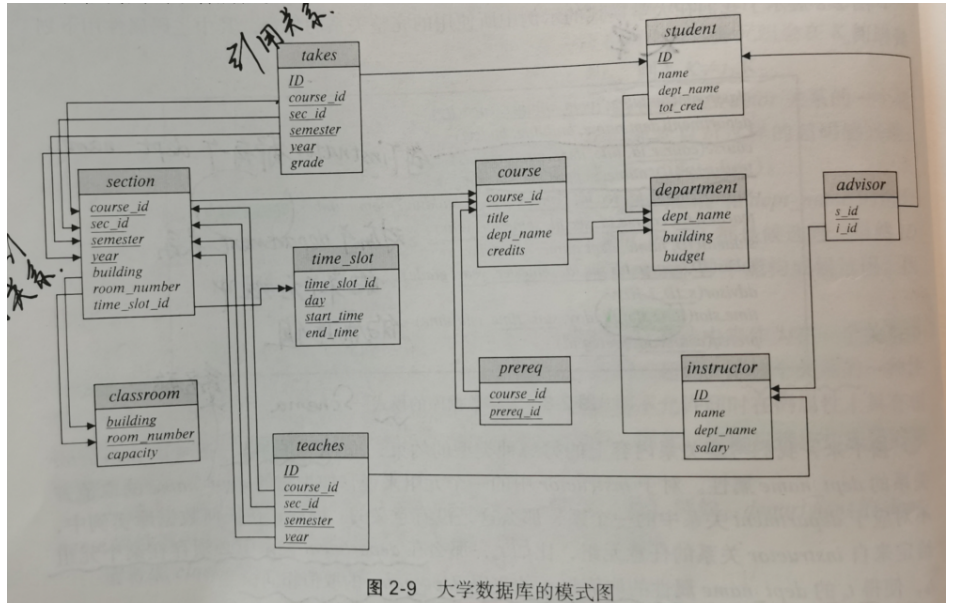 引用关系.
takes
ID
course_id
sec_id
semester
year
grade
student
ID
name
dept_name
tot_cred
section
course_id
sec_id
semester
year
building
room_number
time_slot_id
course
course_id
title
dept_name
credits
department
dept_name
building
budget
advisor
s_id
i_id
time_slot
time_slot_id
day
start_time
end_time
prereq
course_id
prereq_id
instructor
ID
name
dept_name
salary
classroom
building
room_number
capacity
teaches
ID
course_id
sec_id
semester
year
图 2-9 大学数据库的模式图